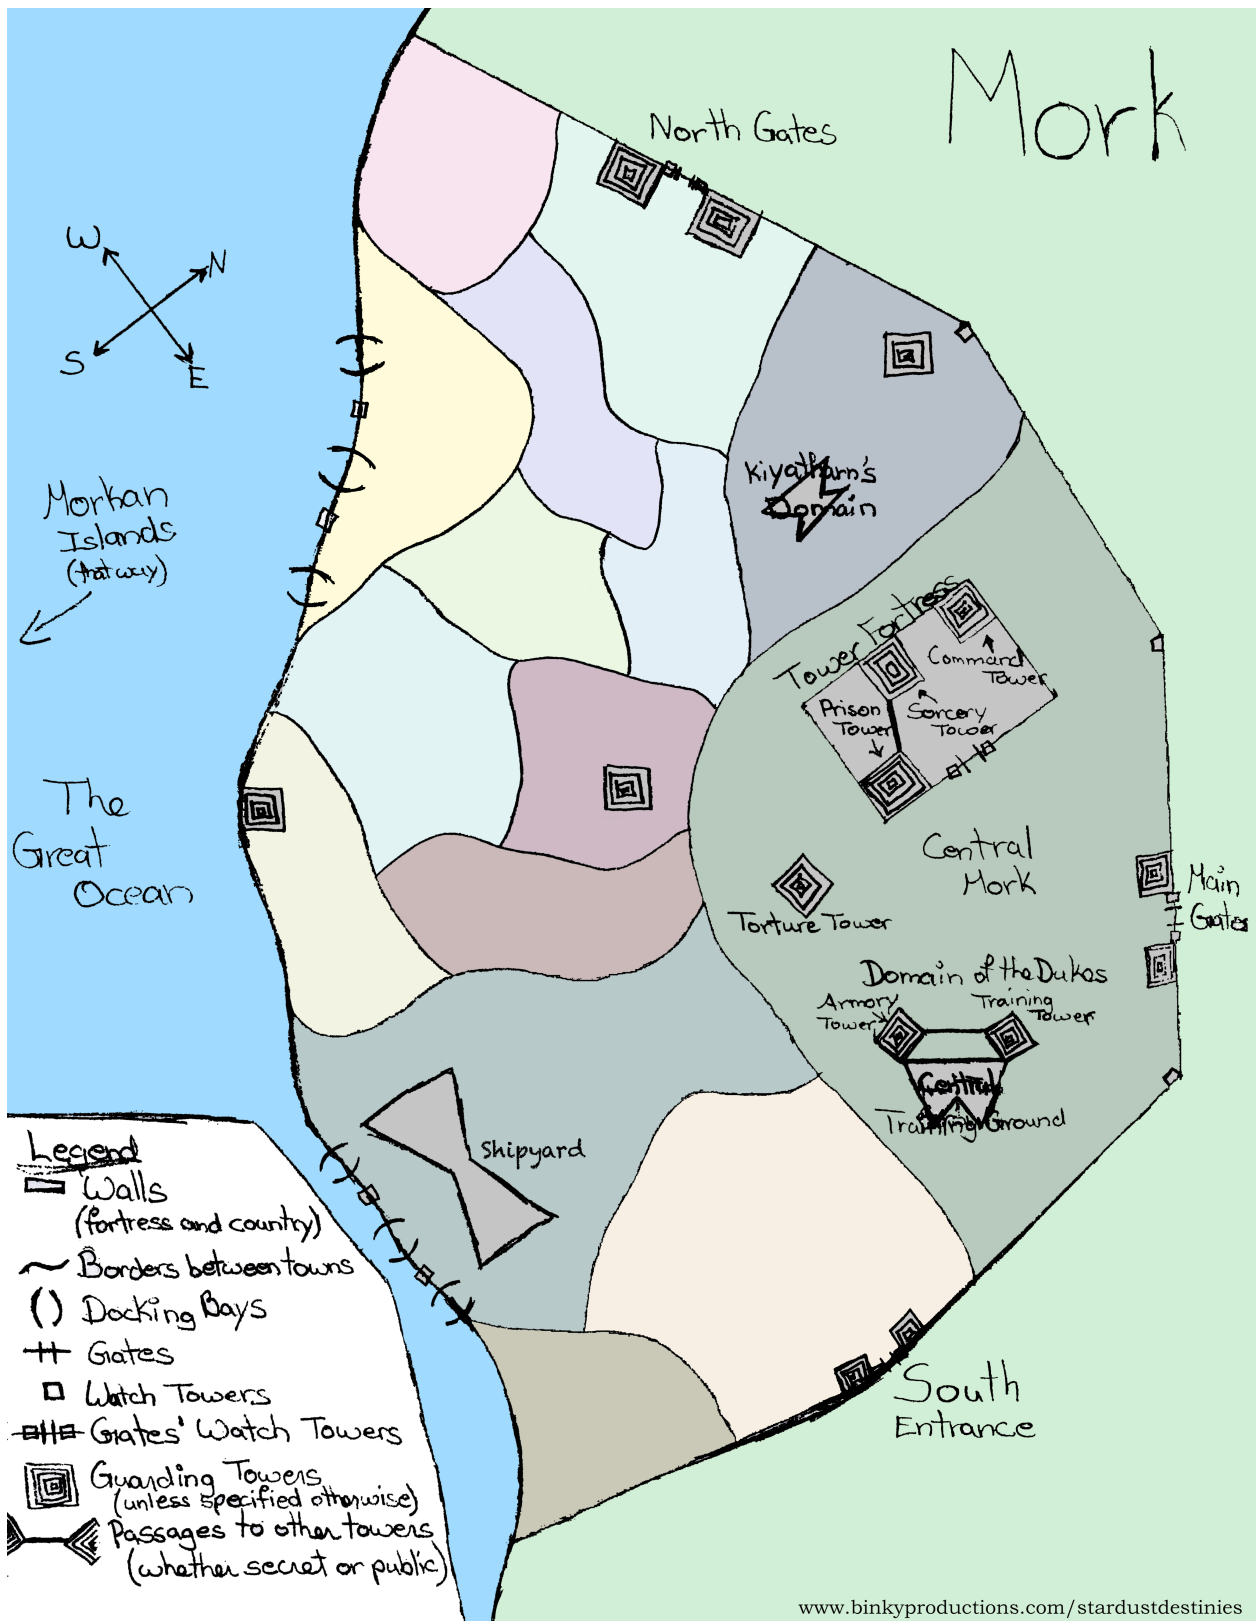 Mork
North Gates
W
N
S
E
Kiyatharn's
Domain
Morkan
Islands
(that way)
Tower Fortress
Command
Tower
Prison
Tower
Sorcery
Tower
The
Great
Ocean
Central
Mork
Main
Gates
Torture Tower
Domain of the Dukes
Armory
Tower
Training
Tower
Central
Training Ground
Shipyard
Legend
Walls
(fortress and country)
Borders between towns
Docking Bays
Gates
Watch Towers
Gates' Watch Towers
Guarding Towers
(unless specified otherwise)
Passages to other towers
(whether secret or public)
South
Entrance
www.binkyproductions.com/stardustdestinies